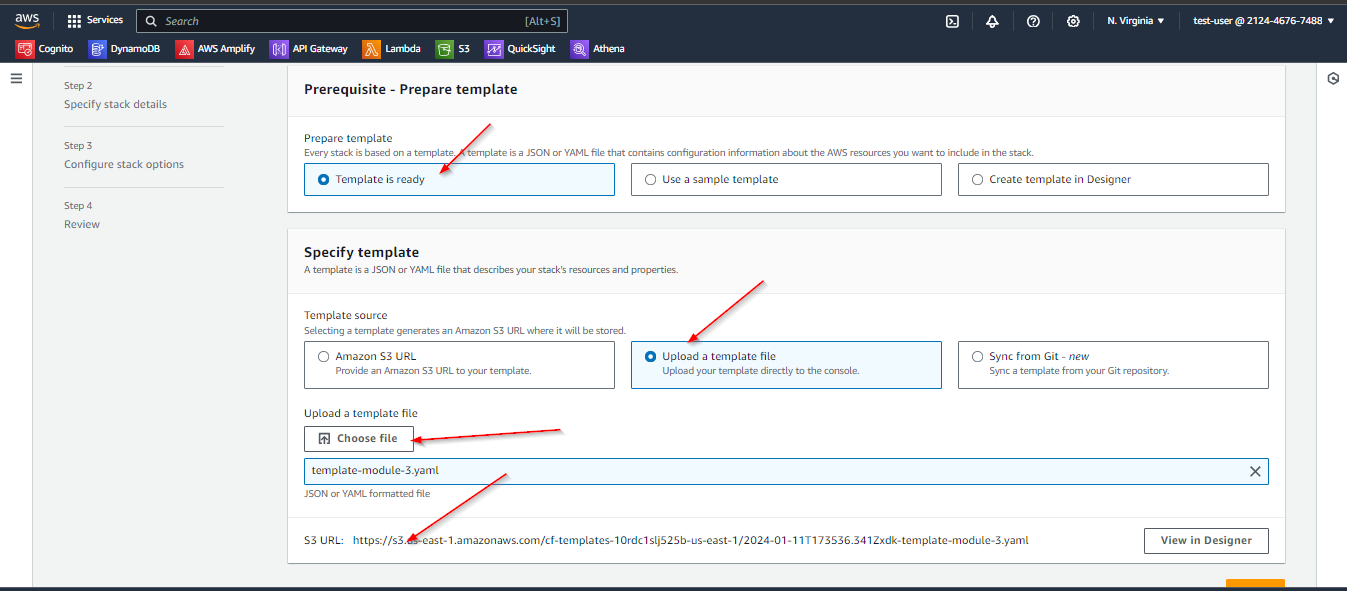 aws
Services
Search
[Alt+S]
N. Virginia
test-user @ 2124-4676-7488
Cognito
DynamoDB
AWS Amplify
API Gateway
Lambda
S3
QuickSight
Athena
Step 2
Specify stack details
Step 3
Configure stack options
Step 4
Review
Prerequisite - Prepare template
Prepare template
Every stack is based on a template. A template is a JSON or YAML file that contains configuration information about the AWS resources you want to include in the stack.
Template is ready
Use a sample template
Create template in Designer
Specify template
A template is a JSON or YAML file that describes your stack's resources and properties.
Template source
Selecting a template generates an Amazon S3 URL where it will be stored.
Amazon S3 URL
Provide an Amazon S3 URL to your template.
Upload a template file
Upload your template directly to the console.
Sync from Git - new
Sync a template from your Git repository.
Upload a template file
Choose file
template-module-3.yaml
JSON or YAML formatted file
S3 URL: https://s3.us-east-1.amazonaws.com/cf-templates-10rdc1slj525b-us-east-1/2024-01-11T173536.341Zxdk-template-module-3.yaml
View in Designer